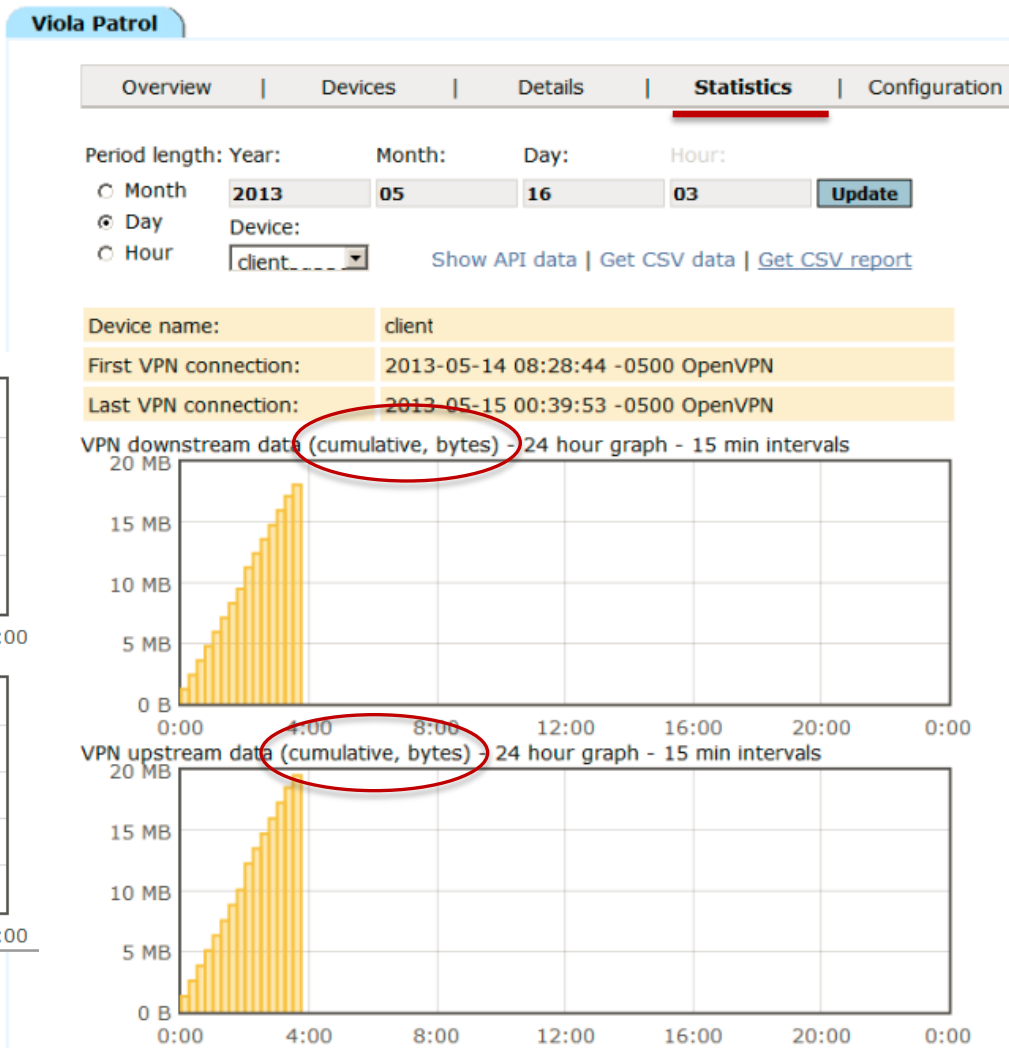 Viola Patrol
Overview | Devices | Details | Statistics | Configuration
Period length: Year: Month: Day: Hour:
Month 2013 05 16 03 Update
Day Device:
Hour client Show API data | Get CSV data | Get CSV report
Device name: client
First VPN connection: 2013-05-14 08:28:44 -0500 OpenVPN
Last VPN connection: 2013-05-15 00:39:53 -0500 OpenVPN
VPN downstream data (cumulative, bytes) - 24 hour graph - 15 min intervals
20 MB
15 MB
10 MB
5 MB
0 B
0:00 4:00 8:00 12:00 16:00 20:00 0:00
:00
VPN upstream data (cumulative, bytes) - 24 hour graph - 15 min intervals
20 MB
15 MB
10 MB
5 MB
0 B
0:00 4:00 8:00 12:00 16:00 20:00 0:00
:00